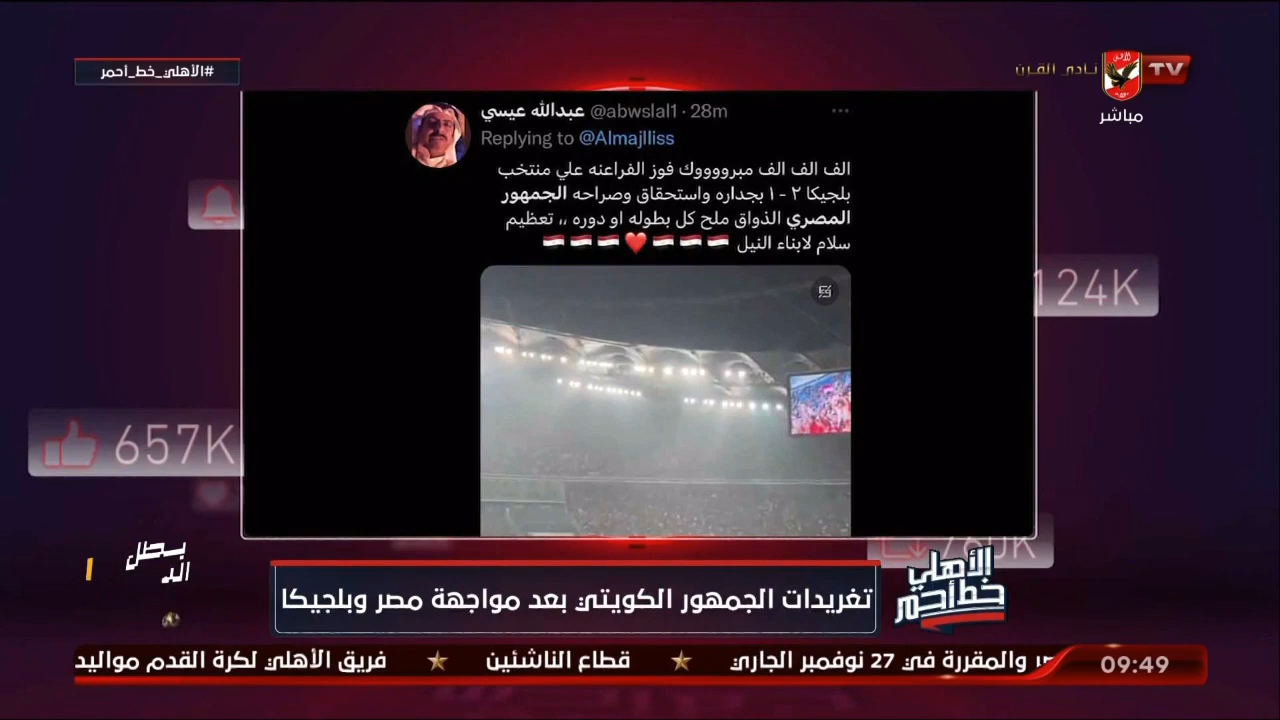 #الأهلي_خط_أحمر
نادي القرن
TV
مباشر
عبدالله عيسي @abwslal1 · 28m
Replying to @Almajlliss
الف الف الف مبروووووك فوز الفراعنه علي منتخب
بلجيكا ٢ - ١ بجداره واستحقاق وصراحه الجمهور
المصري الذواق ملح كل بطوله او دوره ،، تعظيم
سلام لابناء النيل 🇪🇬🇪🇬🇪🇬❤️🇪🇬🇪🇬🇪🇬
124K
657K
760K
الأهلي
خط أحمر
تغريدات الجمهور الكويتي بعد مواجهة مصر وبلجيكا
والمقررة في 27 نوفمبر الجاري ★ قطاع الناشئين ★ فريق الأهلي لكرة القدم مواليد
09:49